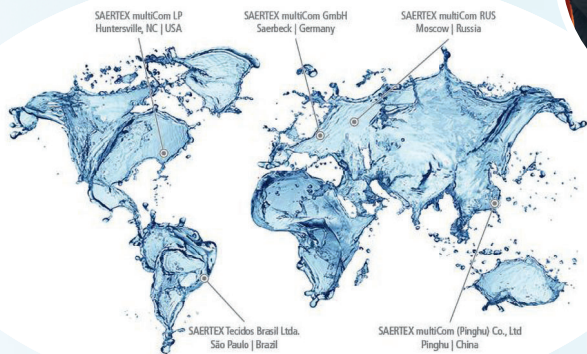 SAERTEX multiCom LP
Huntersville, NC | USA
SAERTEX multiCom GmbH
Saerbeck | Germany
SAERTEX multiCom RUS
Moscow | Russia
SAERTEX Tecidos Brasil Ltda.
São Paulo | Brazil
SAERTEX multiCom (Pinghu) Co., Ltd
Pinghu | China